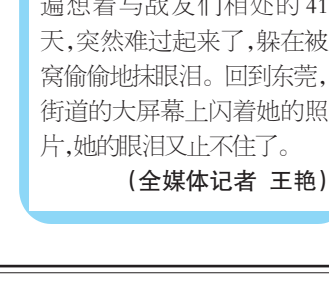 遍想着与战友们相处的41
天,突然难过起来了,躲在被
窝偷偷地抹眼泪。回到东莞,
街道的大屏幕上闪着她的照
片,她的眼泪又止不住了。
(全媒体记者 王艳)